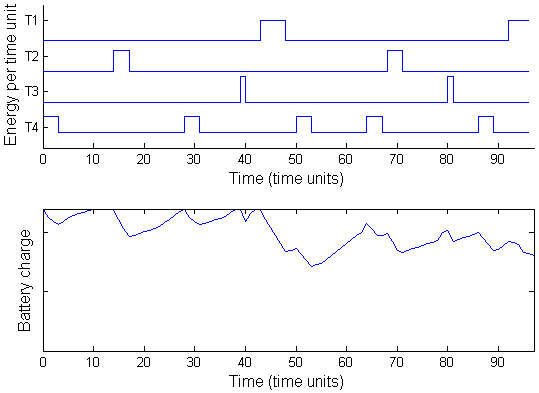 Energy per time unit
T1
T2
T3
T4
0 10 20 30 40 50 60 70 80 90
Time (time units)
Battery charge
0 10 20 30 40 50 60 70 80 90
Time (time units)